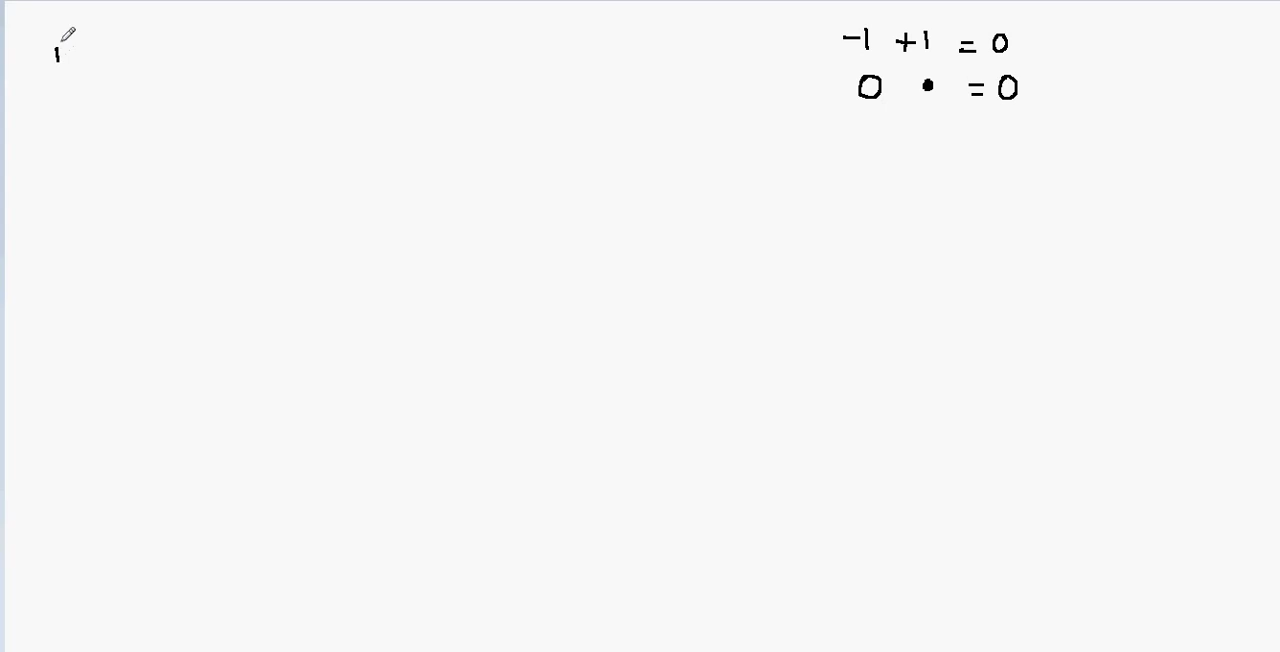 -1 +1 = 0
0 • = 0